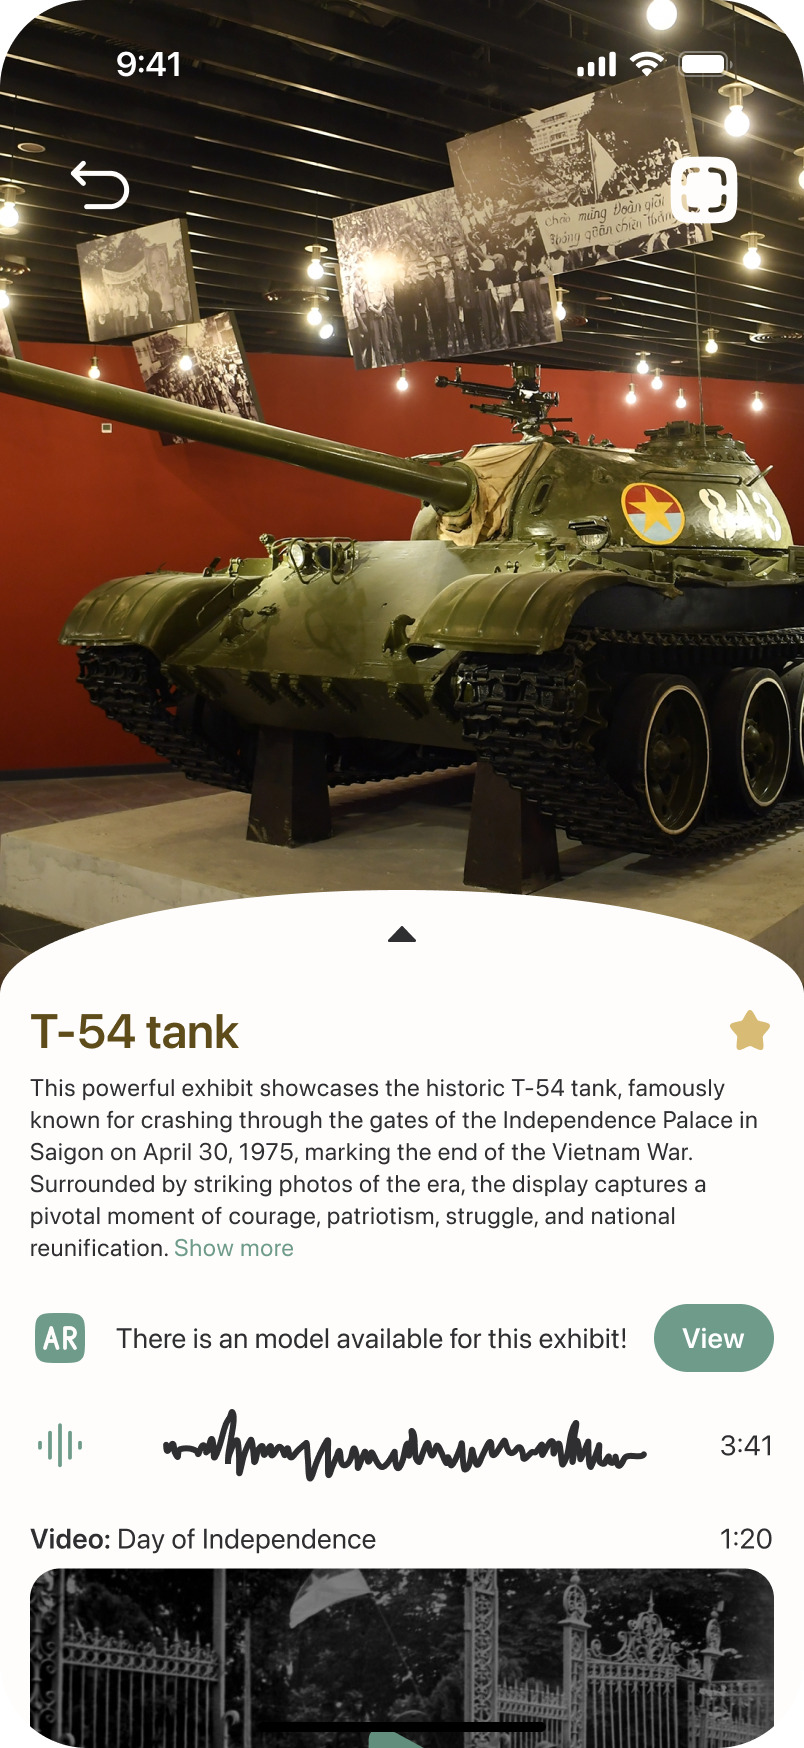 9:41
Chào mừng Đoàn giải
phóng quân chiến thắng
843
T-54 tank
This powerful exhibit showcases the historic T-54 tank, famously
known for crashing through the gates of the Independence Palace in
Saigon on April 30, 1975, marking the end of the Vietnam War.
Surrounded by striking photos of the era, the display captures a
pivotal moment of courage, patriotism, struggle, and national
reunification. Show more
AR There is an model available for this exhibit! View
3:41
Video: Day of Independence 1:20